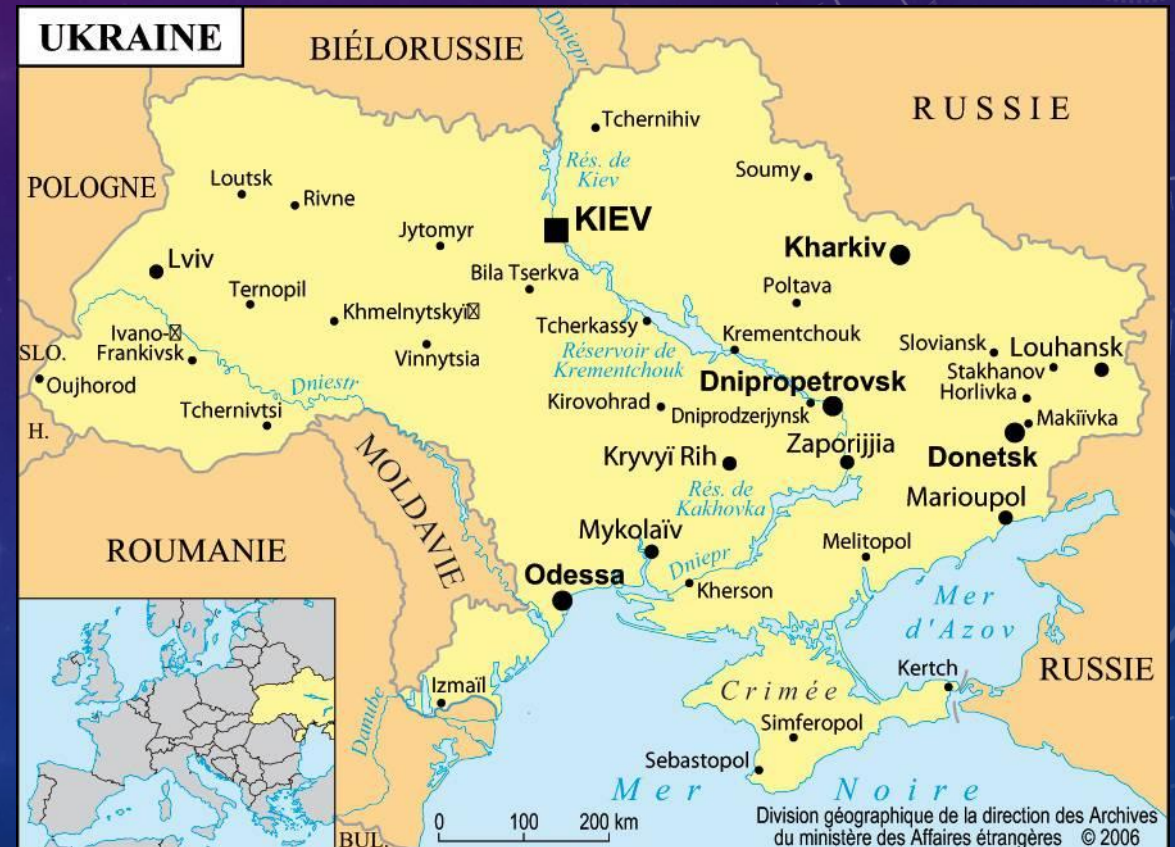 UKRAINE
BIÉLORUSSIE
Dniepr
RUSSIE
Tchernihiv
Rés. de
Kiev
Soumy
POLOGNE
Loutsk
Rivne
KIEV
Jytomyr
Kharkiv
Lviv
Bila Tserkva
Ternopil
Poltava
Khmelnytskyï
Tcherkassy
Ivano-
Frankivsk
Vinnytsia
Krementchouk
Réservoir de
Krementchouk
Sloviansk
Louhansk
SLO.
Stakhanov
Oujhorod
Dniestr
Dnipropetrovsk
Horlivka
Tchernivtsi
Kirovohrad
Dniprodzerjynsk
Makiïvka
H.
MOLDAVIE
Kryvyï Rih
Zaporijjia
Donetsk
Rés. de
Kakhovka
Marioupol
ROUMANIE
Mykolaïv
Melitopol
Dniepr
Odessa
Kherson
Mer
d'Azov
Kertch
RUSSIE
Izmaïl
Crimée
Danube
Simferopol
Sebastopol
Mer Noire
0 100 200 km
BUL.
Division géographique de la direction des Archives
du ministère des Affaires étrangères © 2006